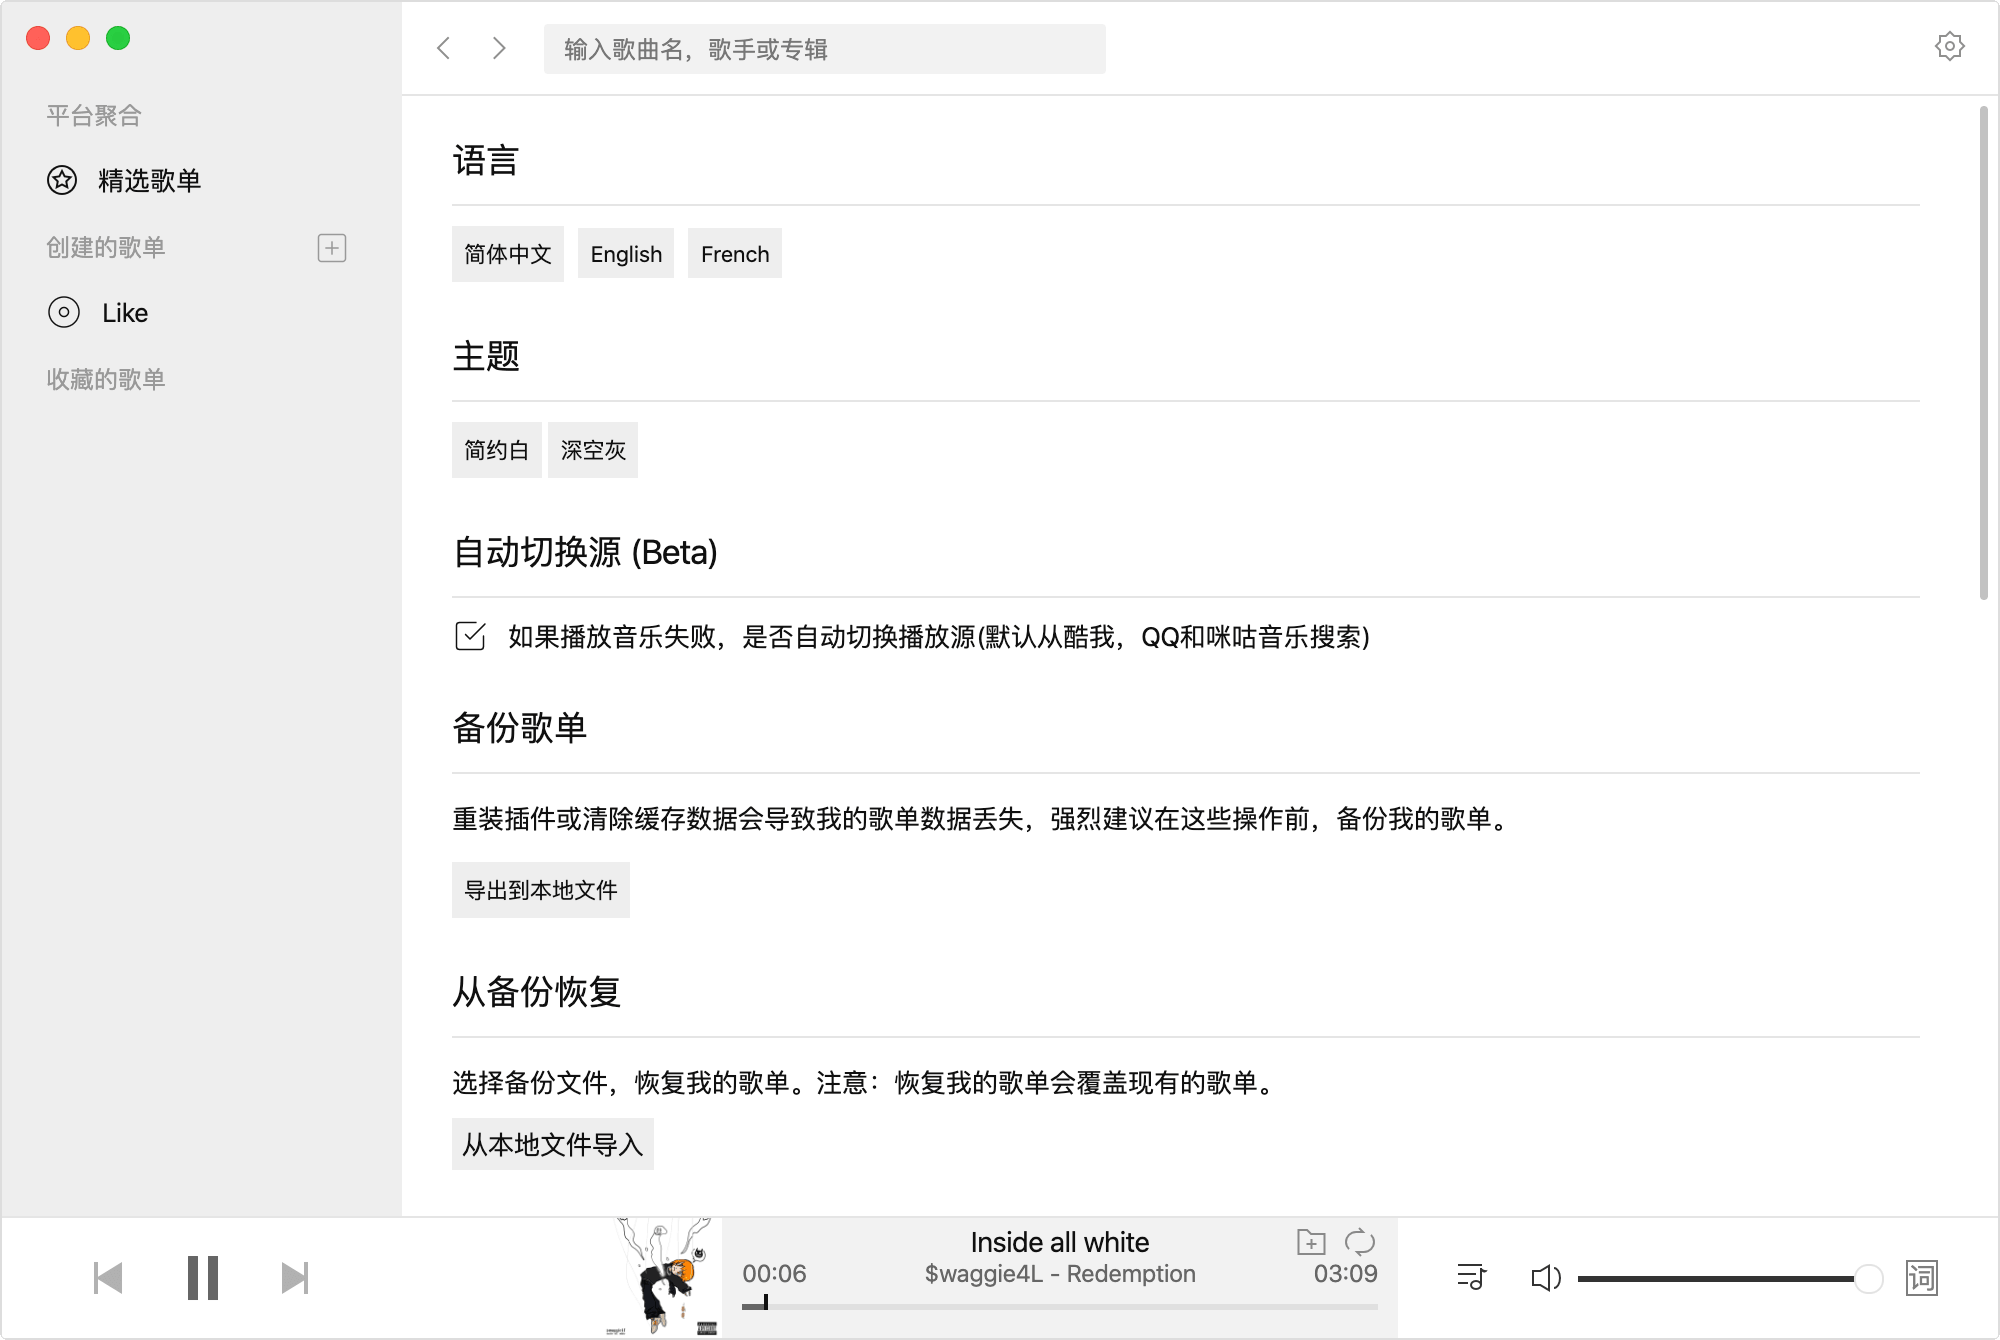 输入歌曲名，歌手或专辑
平台聚合
精选歌单
创建的歌单
Like
收藏的歌单
语言
简体中文 English French
主题
简约白 深空灰
自动切换源 (Beta)
如果播放音乐失败，是否自动切换播放源(默认从酷我，QQ和咪咕音乐搜索)
备份歌单
重装插件或清除缓存数据会导致我的歌单数据丢失，强烈建议在这些操作前，备份我的歌单。
导出到本地文件
从备份恢复
选择备份文件，恢复我的歌单。注意：恢复我的歌单会覆盖现有的歌单。
从本地文件导入
Inside all white
00:06 $waggie4L - Redemption 03:09
词